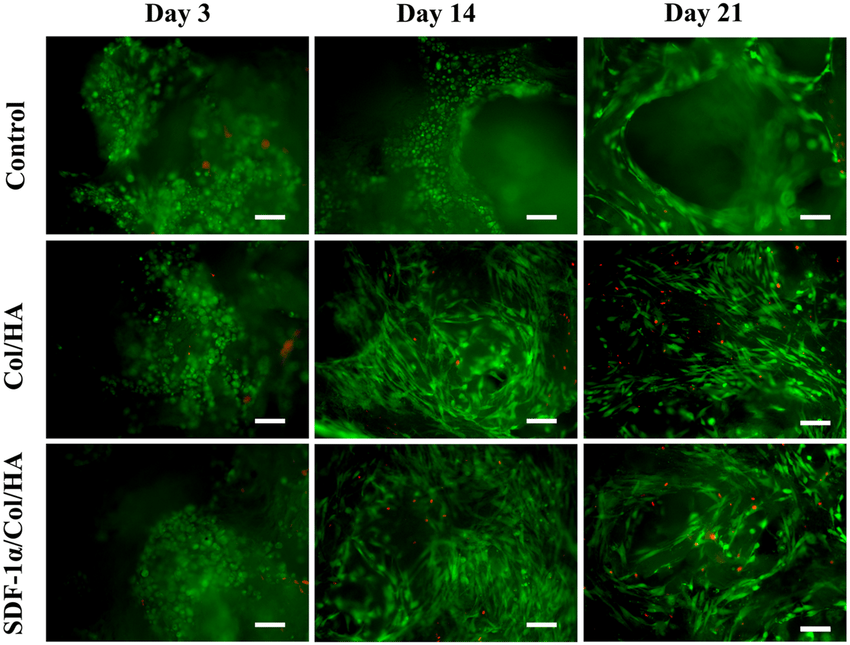 Day 3
Day 14
Day 21
Control
Col/HA
SDF-1α/Col/HA